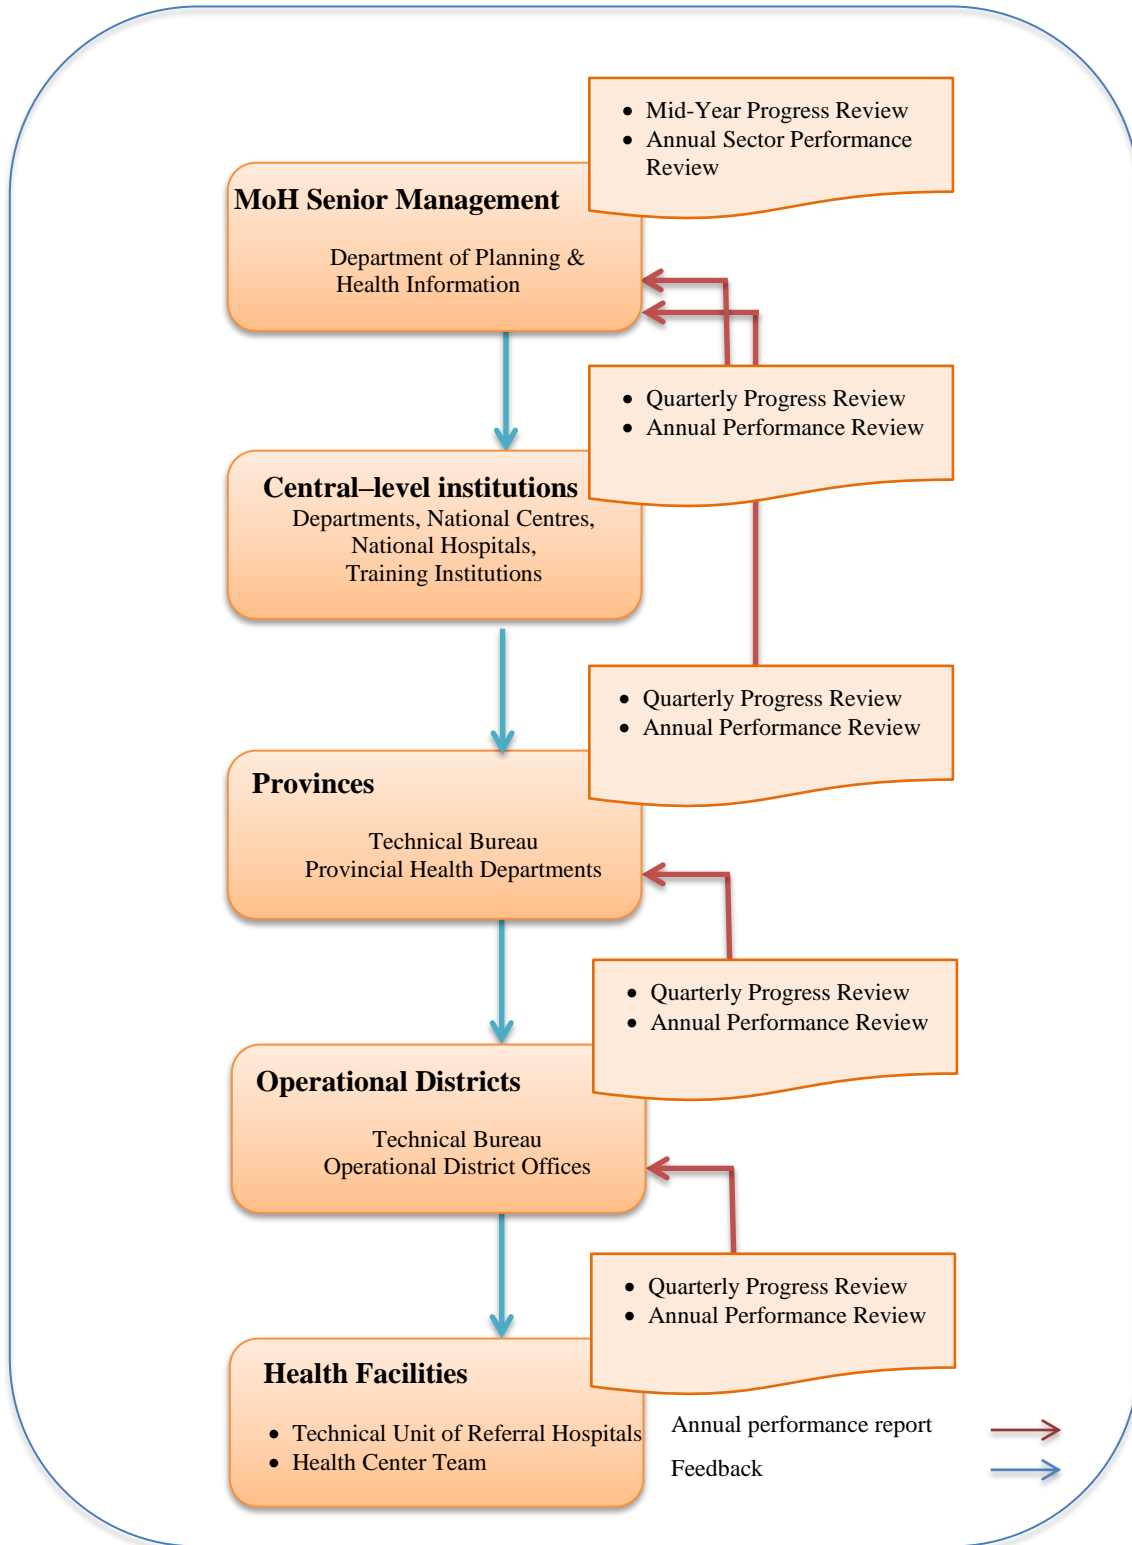 • Mid-Year Progress Review
• Annual Sector Performance
Review
MoH Senior Management
Department of Planning &
Health Information
• Quarterly Progress Review
• Annual Performance Review
Central–level institutions
Departments, National Centres,
National Hospitals,
Training Institutions
• Quarterly Progress Review
• Annual Performance Review
Provinces
Technical Bureau
Provincial Health Departments
• Quarterly Progress Review
• Annual Performance Review
Operational Districts
Technical Bureau
Operational District Offices
• Quarterly Progress Review
• Annual Performance Review
Health Facilities
• Technical Unit of Referral Hospitals
• Health Center Team
Annual performance report
Feedback